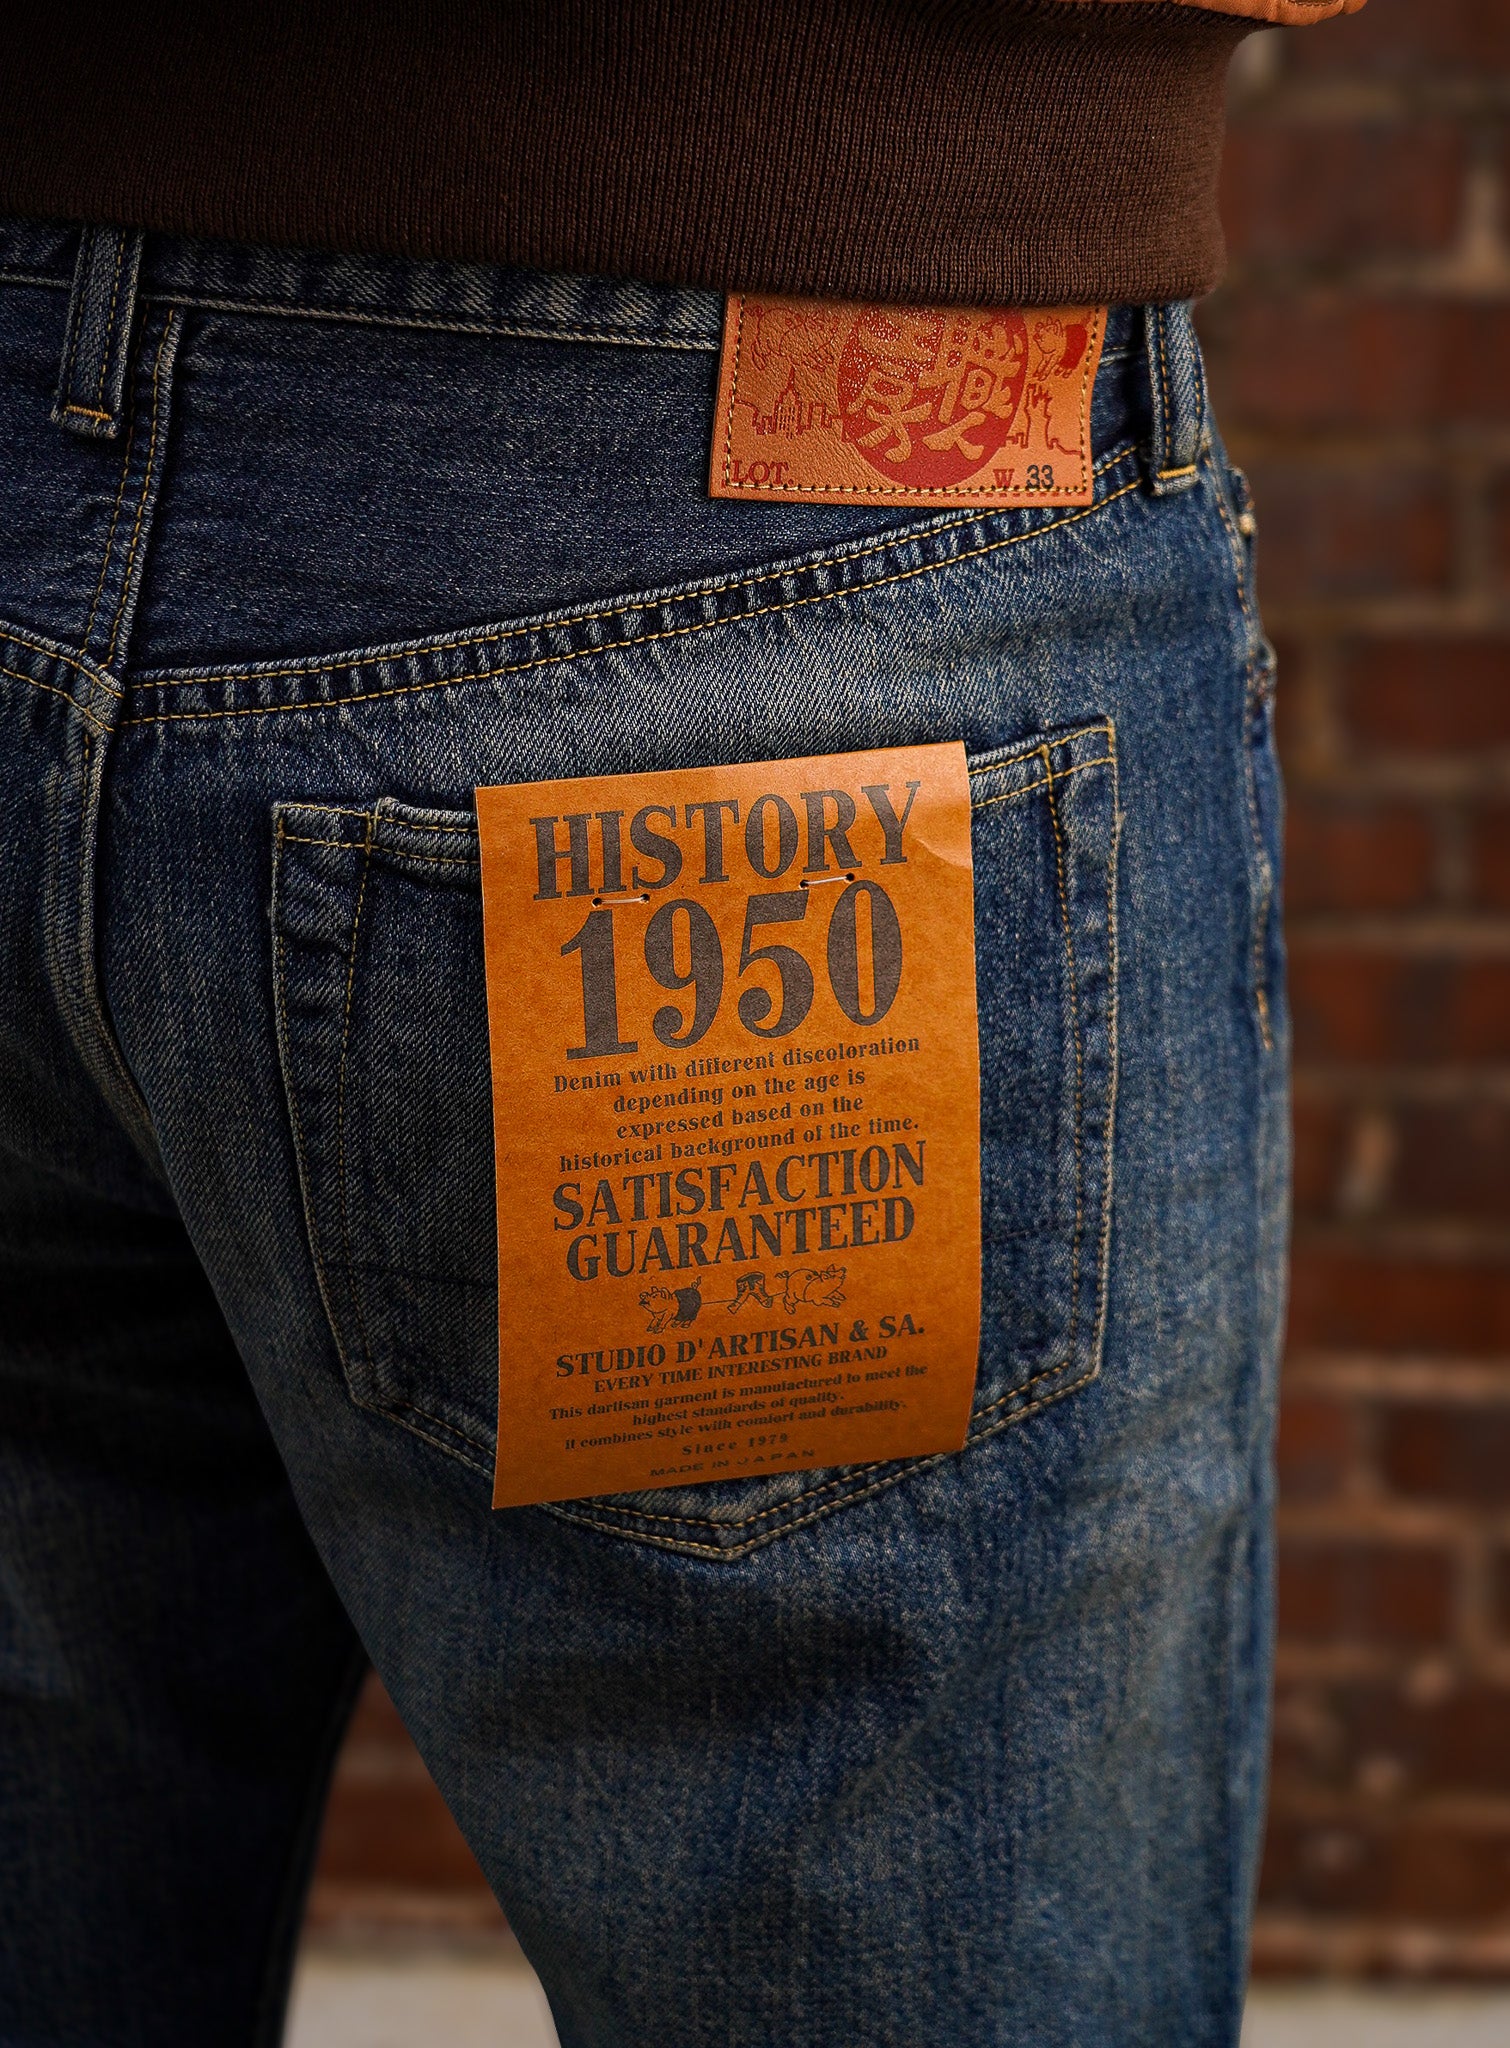 LOT.
W. 33
HISTORY
1950
Denim with different discoloration
depending on the age is
expressed based on the
historical background of the time.
SATISFACTION
GUARANTEED
STUDIO D'ARTISAN & SA.
EVERY TIME INTERESTING BRAND
This dartisan garment is manufactured to meet the
highest standards of quality.
it combines style with comfort and durability.
Since 1979
MADE IN JAPAN